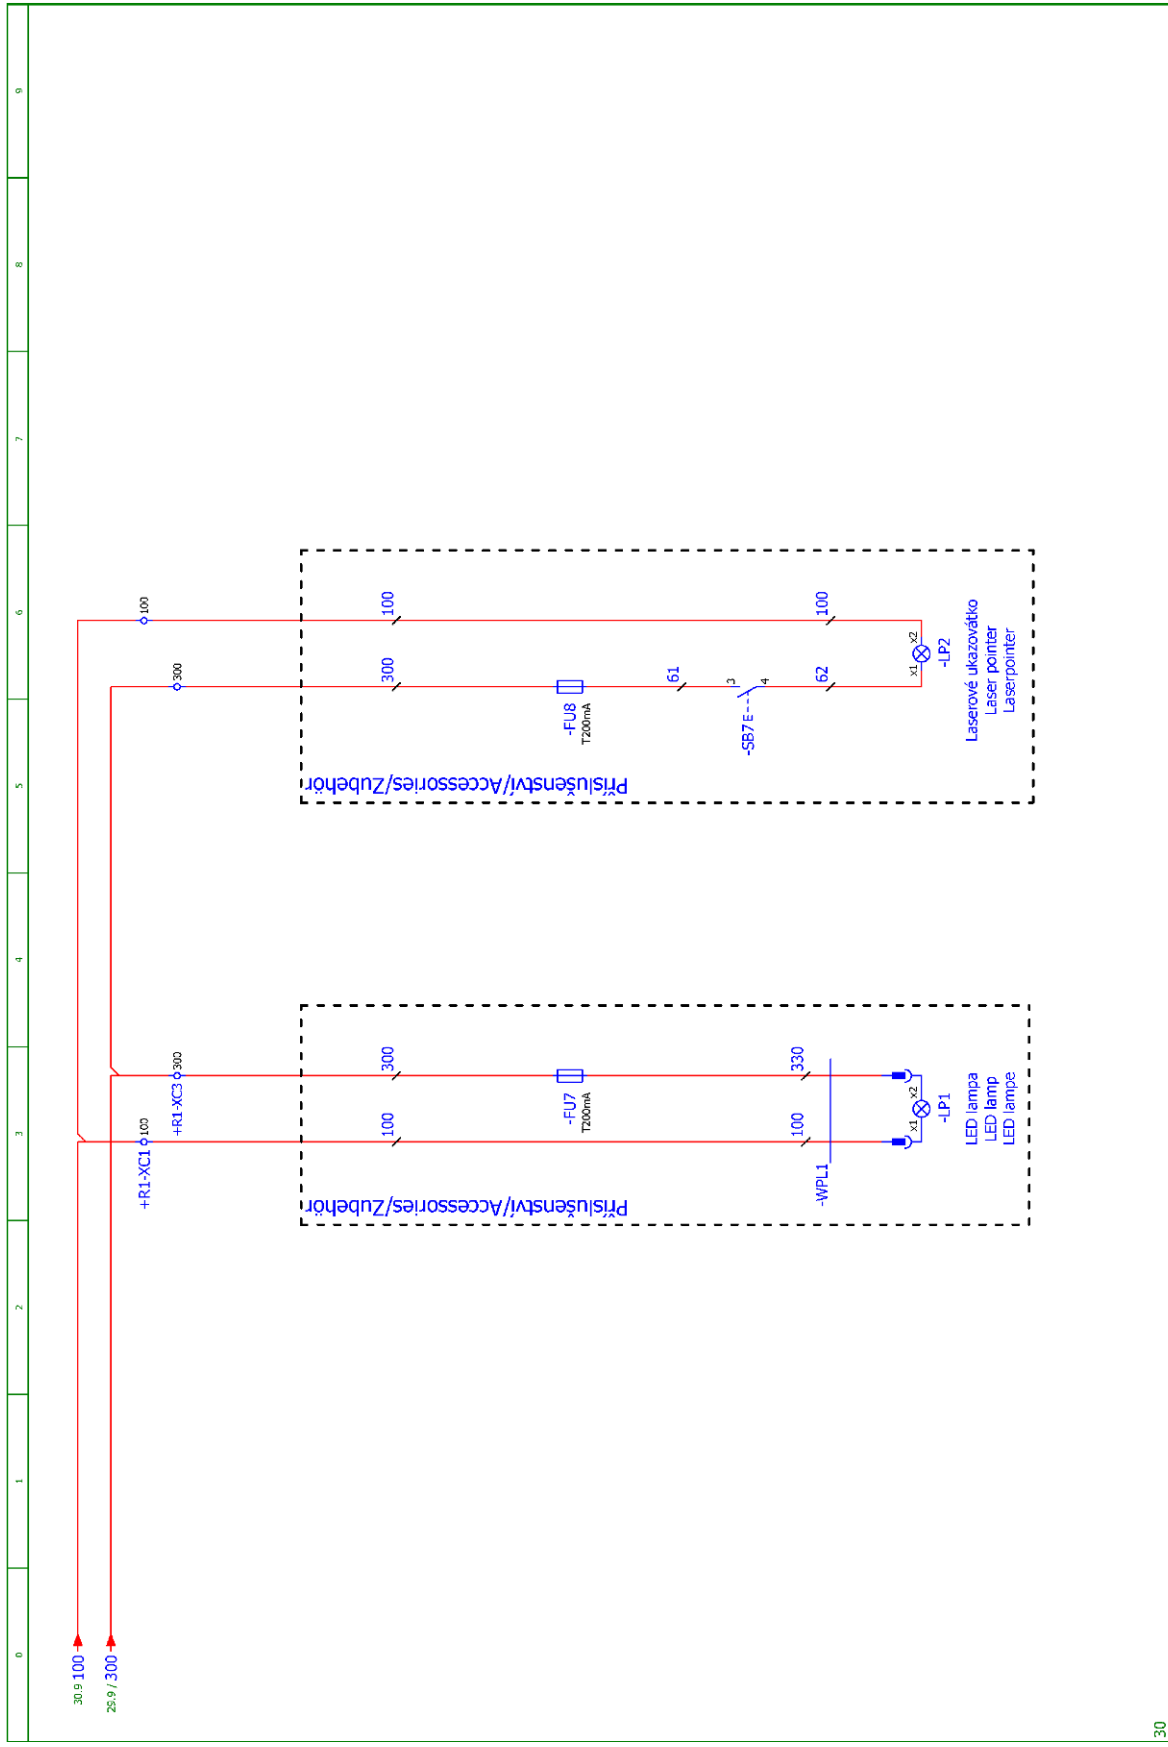 0
1
2
3
4
5
6
7
8
9
30.9 100
29.9 / 300
+R1-XC1
100
+R1-XC3
300
300
100
Příslušenství/Accessories/Zubehör
100
300
-FU7
T200mA
-WPL1
100
330
x1
x2
-LP1
LED lampa
LED lamp
LED lampe
Příslušenství/Accessories/Zubehör
300
100
-FU8
T200mA
61
-SB7
E
3
4
62
100
x1
x2
-LP2
Laserové ukazovátko
Laser pointer
Laserpointer
30